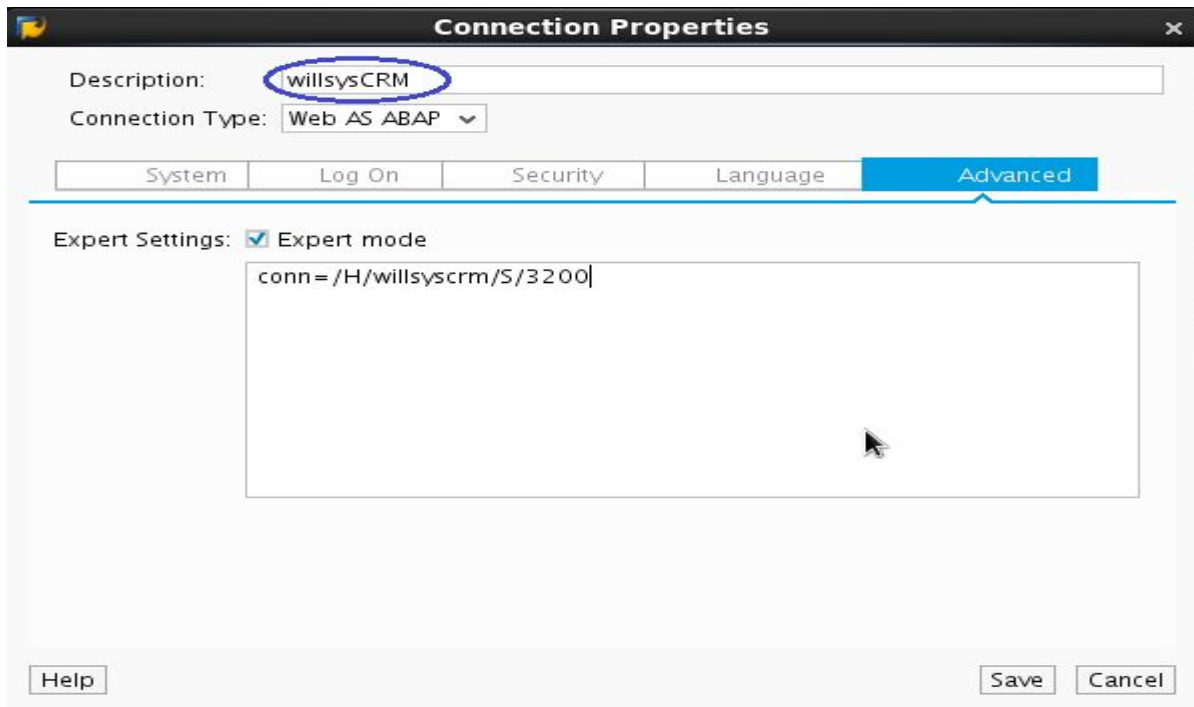 Connection Properties
Description: willsysCRM
Connection Type: Web AS ABAP
System Log On Security Language Advanced
Expert Settings: Expert mode
conn=/H/willsyscrm/S/3200
Help Save Cancel